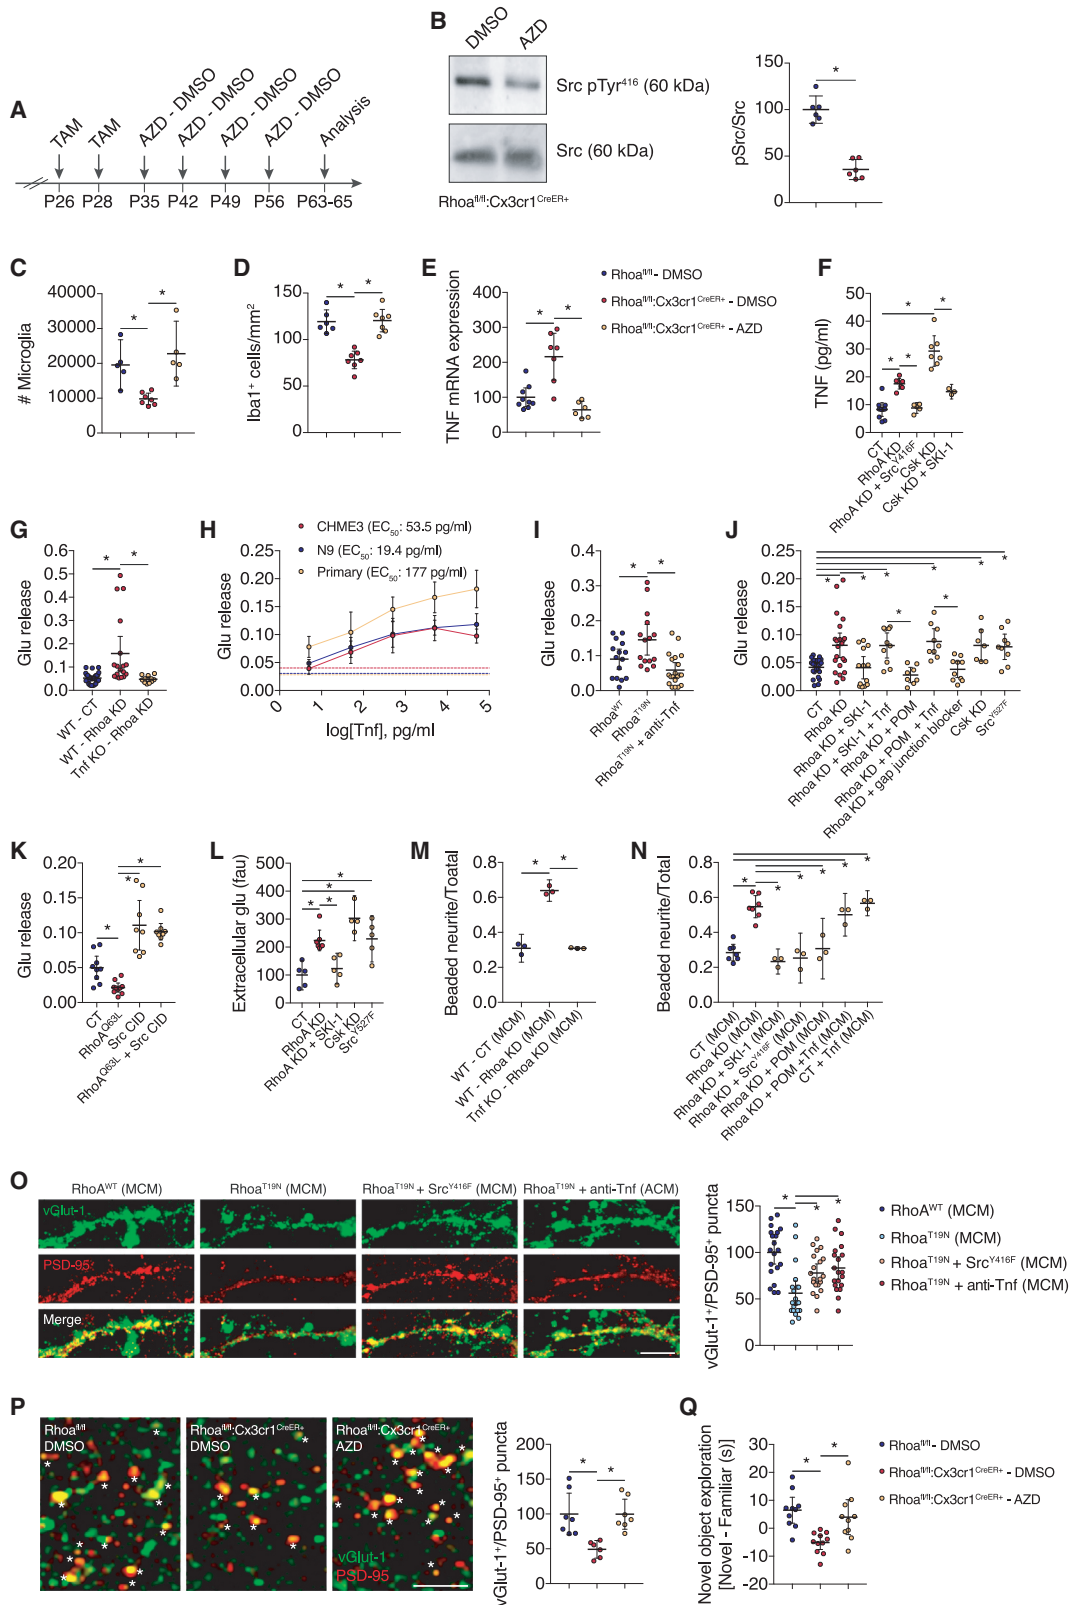 A
TAM
TAM
AZD - DMSO
AZD - DMSO
AZD - DMSO
AZD - DMSO
Analysis
P26 P28 P35 P42 P49 P56 P63-65
B
DMSO AZD
Src pTyr⁴¹⁶ (60 kDa)
Src (60 kDa)
Rhoaᶠˡ/ᶠˡ:Cx3cr1ᶜʳᵉᴱᴿ⁺
pSrc/Src
150
100
50
0
*
C
# Microglia
40000
30000
20000
10000
0
* *
D
Iba1⁺ cells/mm²
150
100
50
0
* *
E
TNF mRNA expression
400
300
200
100
0
* *
Rhoaᶠˡ/ᶠˡ - DMSO
Rhoaᶠˡ/ᶠˡ:Cx3cr1ᶜʳᵉᴱᴿ⁺ - DMSO
Rhoaᶠˡ/ᶠˡ:Cx3cr1ᶜʳᵉᴱᴿ⁺ - AZD
F
TNF (pg/ml)
50
40
30
20
10
0
* * * *
CT
RhoA KD
RhoA KD + Srcʸ⁴¹⁶ᶠ
Csk KD
Csk KD + SKI-1
G
Glu release
0.6
0.5
0.4
0.3
0.2
0.1
0
* *
WT - CT
WT - Rhoa KD
Tnf KO - Rhoa KD
H
CHME3 (EC₅₀: 53.5 pg/ml)
N9 (EC₅₀: 19.4 pg/ml)
Primary (EC₅₀: 177 pg/ml)
Glu release
0.25
0.20
0.15
0.10
0.05
0.00
0 1 2 3 4 5
log[Tnf], pg/ml
I
Glu release
0.5
0.4
0.3
0.2
0.1
0.0
* *
Rhoaᵂᵀ
Rhoaᵀ¹⁹ᴺ
Rhoaᵀ¹⁹ᴺ + anti-Tnf
J
Glu release
0.25
0.20
0.15
0.10
0.05
0.00
* * * * * * * *
CT
Rhoa KD
Rhoa KD + SKI-1
Rhoa KD + SKI-1 + Tnf
Rhoa KD + POM
Rhoa KD + POM + Tnf
Rhoa KD + gap junction blocker
Csk KD
Srcʸ⁵²⁷ᶠ
K
Glu release
0.20
0.15
0.10
0.05
0.00
* * *
CT
RhoA^Q63L
Src CID
RhoA^Q63L + Src CID
L
Extracellular glu (fau)
500
400
300
200
100
0
* * * *
CT
RhoA KD
RhoA KD + SKI-1
Csk KD
Srcʸ⁵²⁷ᶠ
M
Beaded neurite/Toatal
0.8
0.6
0.4
0.2
0.0
* *
WT - CT (MCM)
WT - Rhoa KD (MCM)
Tnf KO - Rhoa KD (MCM)
N
Beaded neurite/Total
0.8
0.6
0.4
0.2
0.0
* * * * * *
CT (MCM)
Rhoa KD (MCM)
Rhoa KD + SKI-1 (MCM)
Rhoa KD + Srcʸ⁴¹⁶ᶠ (MCM)
Rhoa KD + POM (MCM)
Rhoa KD + POM +Tnf (MCM)
CT + Tnf (MCM)
O
RhoAᵂᵀ (MCM)
Rhoaᵀ¹⁹ᴺ (MCM)
Rhoaᵀ¹⁹ᴺ + Srcʸ⁴¹⁶ᶠ (MCM)
Rhoaᵀ¹⁹ᴺ + anti-Tnf (ACM)
vGlut-1
PSD-95
Merge
vGlut-1⁺/PSD-95⁺ puncta
150
100
50
0
* * *
RhoAᵂᵀ (MCM)
Rhoaᵀ¹⁹ᴺ (MCM)
Rhoaᵀ¹⁹ᴺ + Srcʸ⁴¹⁶ᶠ (MCM)
Rhoaᵀ¹⁹ᴺ + anti-Tnf (MCM)
P
Rhoaᶠˡ/ᶠˡ
DMSO
Rhoaᶠˡ/ᶠˡ:Cx3cr1ᶜʳᵉᴱᴿ⁺
DMSO
Rhoaᶠˡ/ᶠˡ:Cx3cr1ᶜʳᵉᴱᴿ⁺
AZD
vGlut-1
PSD-95
vGlut-1⁺/PSD-95⁺ puncta
200
150
100
50
0
* *
Q
Novel object exploration
[Novel - Familiar (s)]
30
20
10
0
-10
-20
* *
Rhoaᶠˡ/ᶠˡ - DMSO
Rhoaᶠˡ/ᶠˡ:Cx3cr1ᶜʳᵉᴱᴿ⁺ - DMSO
Rhoaᶠˡ/ᶠˡ:Cx3cr1ᶜʳᵉᴱᴿ⁺ - AZD